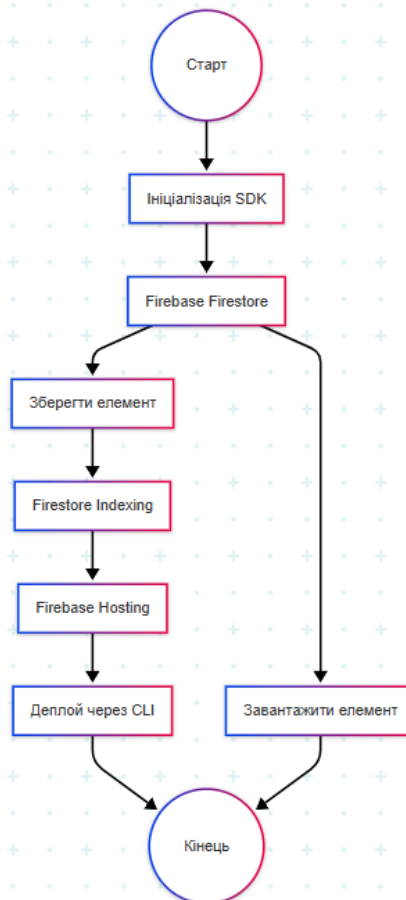 Старт
Ініціалізація SDK
Firebase Firestore
Зберегти елемент
Firestore Indexing
Firebase Hosting
Деплой через CLI
Завантажити елемент
Кінець